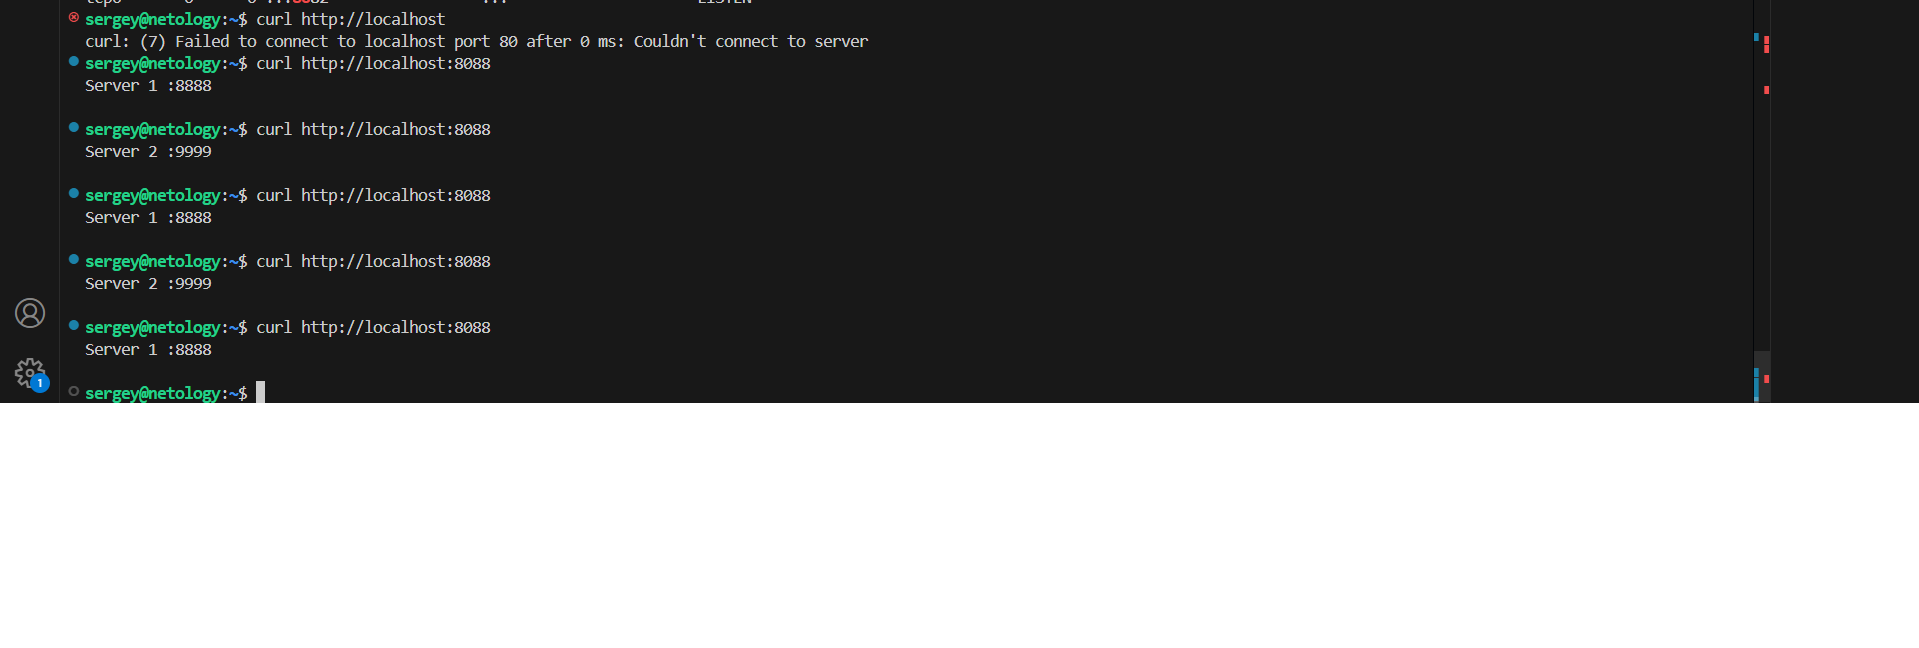 sergey@netology:~$ curl http://localhost
curl: (7) Failed to connect to localhost port 80 after 0 ms: Couldn't connect to server
sergey@netology:~$ curl http://localhost:8088
Server 1 :8888
sergey@netology:~$ curl http://localhost:8088
Server 2 :9999
sergey@netology:~$ curl http://localhost:8088
Server 1 :8888
sergey@netology:~$ curl http://localhost:8088
Server 2 :9999
sergey@netology:~$ curl http://localhost:8088
Server 1 :8888
1
sergey@netology:~$